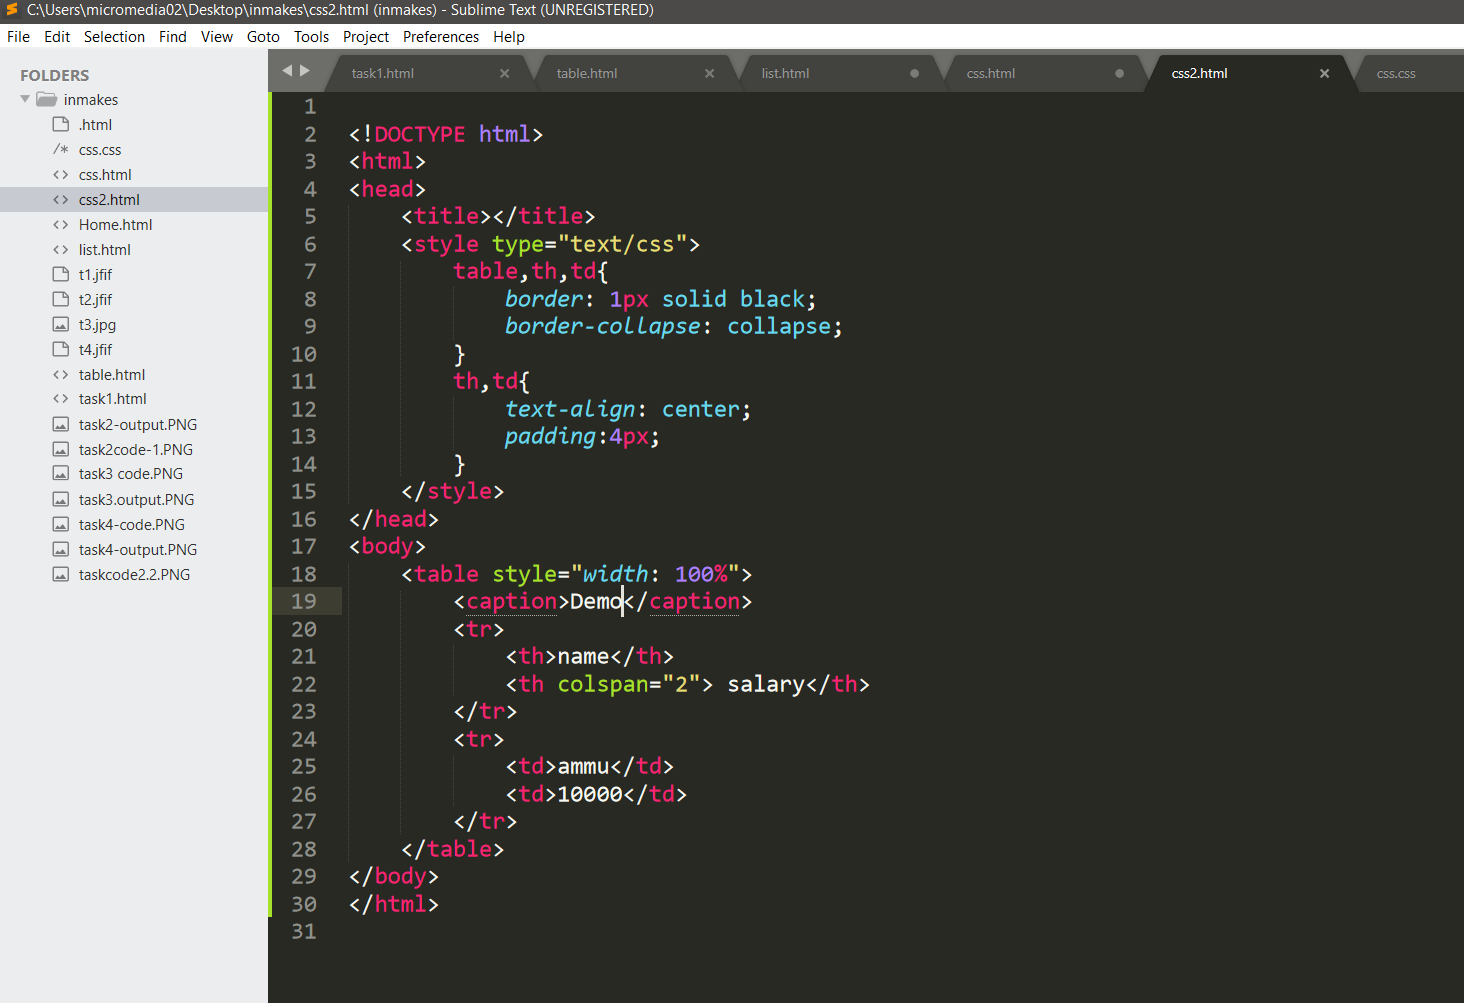 C:\Users\micromedia02\Desktop\inmakes\css2.html (inmakes) - Sublime Text (UNREGISTERED)
File Edit Selection Find View Goto Tools Project Preferences Help
FOLDERS
inmakes
.html
/* css.css
<> css.html
<> css2.html
<> Home.html
<> list.html
t1.jfif
t2.jfif
t3.jpg
t4.jfif
<> table.html
<> task1.html
task2-output.PNG
task2code-1.PNG
task3 code.PNG
task3.output.PNG
task4-code.PNG
task4-output.PNG
taskcode2.2.PNG
task1.html table.html list.html css.html css2.html css.css
1
2 <!DOCTYPE html>
3 <html>
4 <head>
5     <title></title>
6     <style type="text/css">
7         table,th,td{
8             border: 1px solid black;
9             border-collapse: collapse;
10         }
11         th,td{
12             text-align: center;
13             padding:4px;
14         }
15     </style>
16 </head>
17 <body>
18     <table style="width: 100%">
19         <caption>Demo</caption>
20         <tr>
21             <th>name</th>
22             <th colspan="2"> salary</th>
23         </tr>
24         <tr>
25             <td>ammu</td>
26             <td>10000</td>
27         </tr>
28     </table>
29 </body>
30 </html>
31